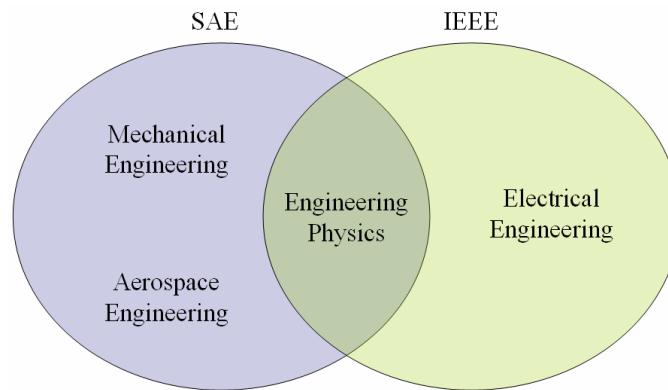 SAE
IEEE
Mechanical
Engineering
Aerospace
Engineering
Engineering
Physics
Electrical
Engineering